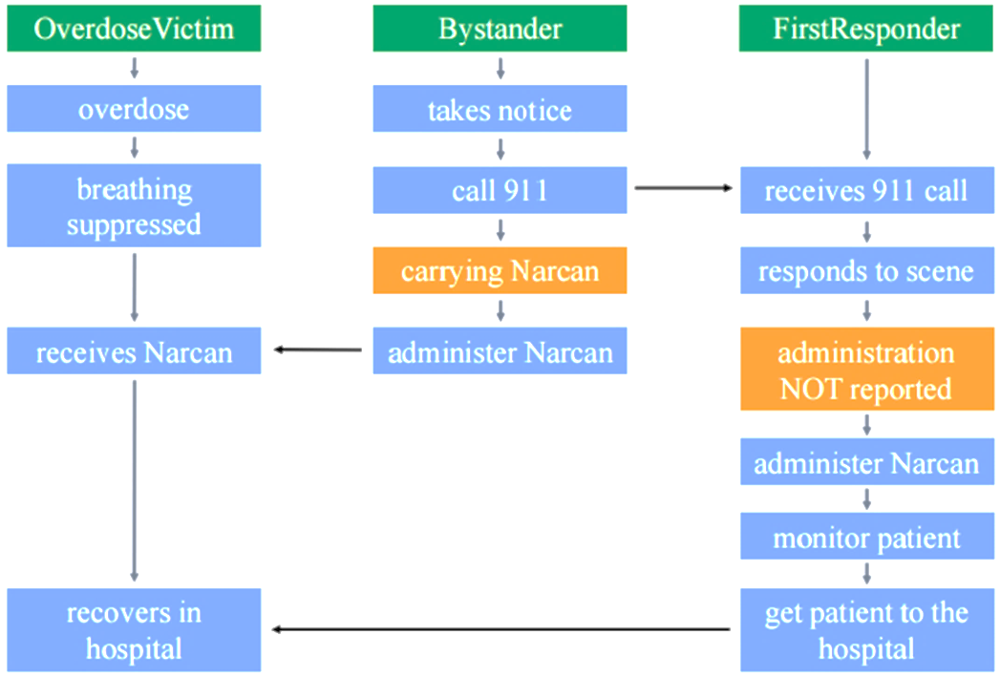 OverdoseVictim
overdose
breathing
suppressed
receives Narcan
recovers in
hospital
Bystander
takes notice
call 911
carrying Narcan
administer Narcan
FirstResponder
receives 911 call
responds to scene
administration
NOT reported
administer Narcan
monitor patient
get patient to the
hospital